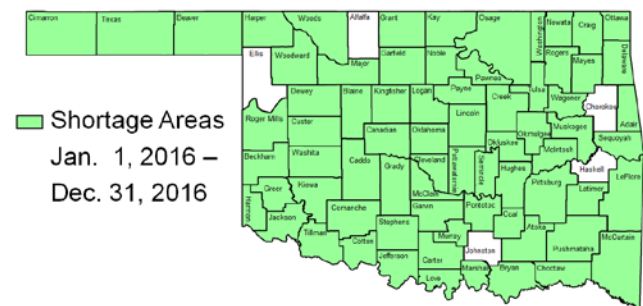 Cimarron
Texas
Beaver
Harper
Woods
Alfalfa
Grant
Kay
Osage
Washington
Nowata
Craig
Ottawa
Ellis
Woodward
Major
Garfield
Noble
Pawnee
Rogers
Mayes
Delaware
Dewey
Blaine
Kingfisher
Logan
Payne
Creek
Tulsa
Wagoner
Cherokee
Adair
Roger Mills
Custer
Canadian
Oklahoma
Lincoln
Okfuskee
Okmulgee
Muskogee
McIntosh
Sequoyah
Shortage Areas
Jan. 1, 2016 –
Dec. 31, 2016
Beckham
Washita
Caddo
Grady
Cleveland
Pottawatomie
Seminole
Hughes
Pittsburg
Haskell
Latimer
LeFlore
Harmon
Greer
Kiowa
Comanche
McClain
Garvin
Pontotoc
Coal
Jackson
Tillman
Cotton
Stephens
Murray
Johnston
Atoka
Pushmataha
McCurtain
Jefferson
Carter
Love
Marshall
Bryan
Choctaw